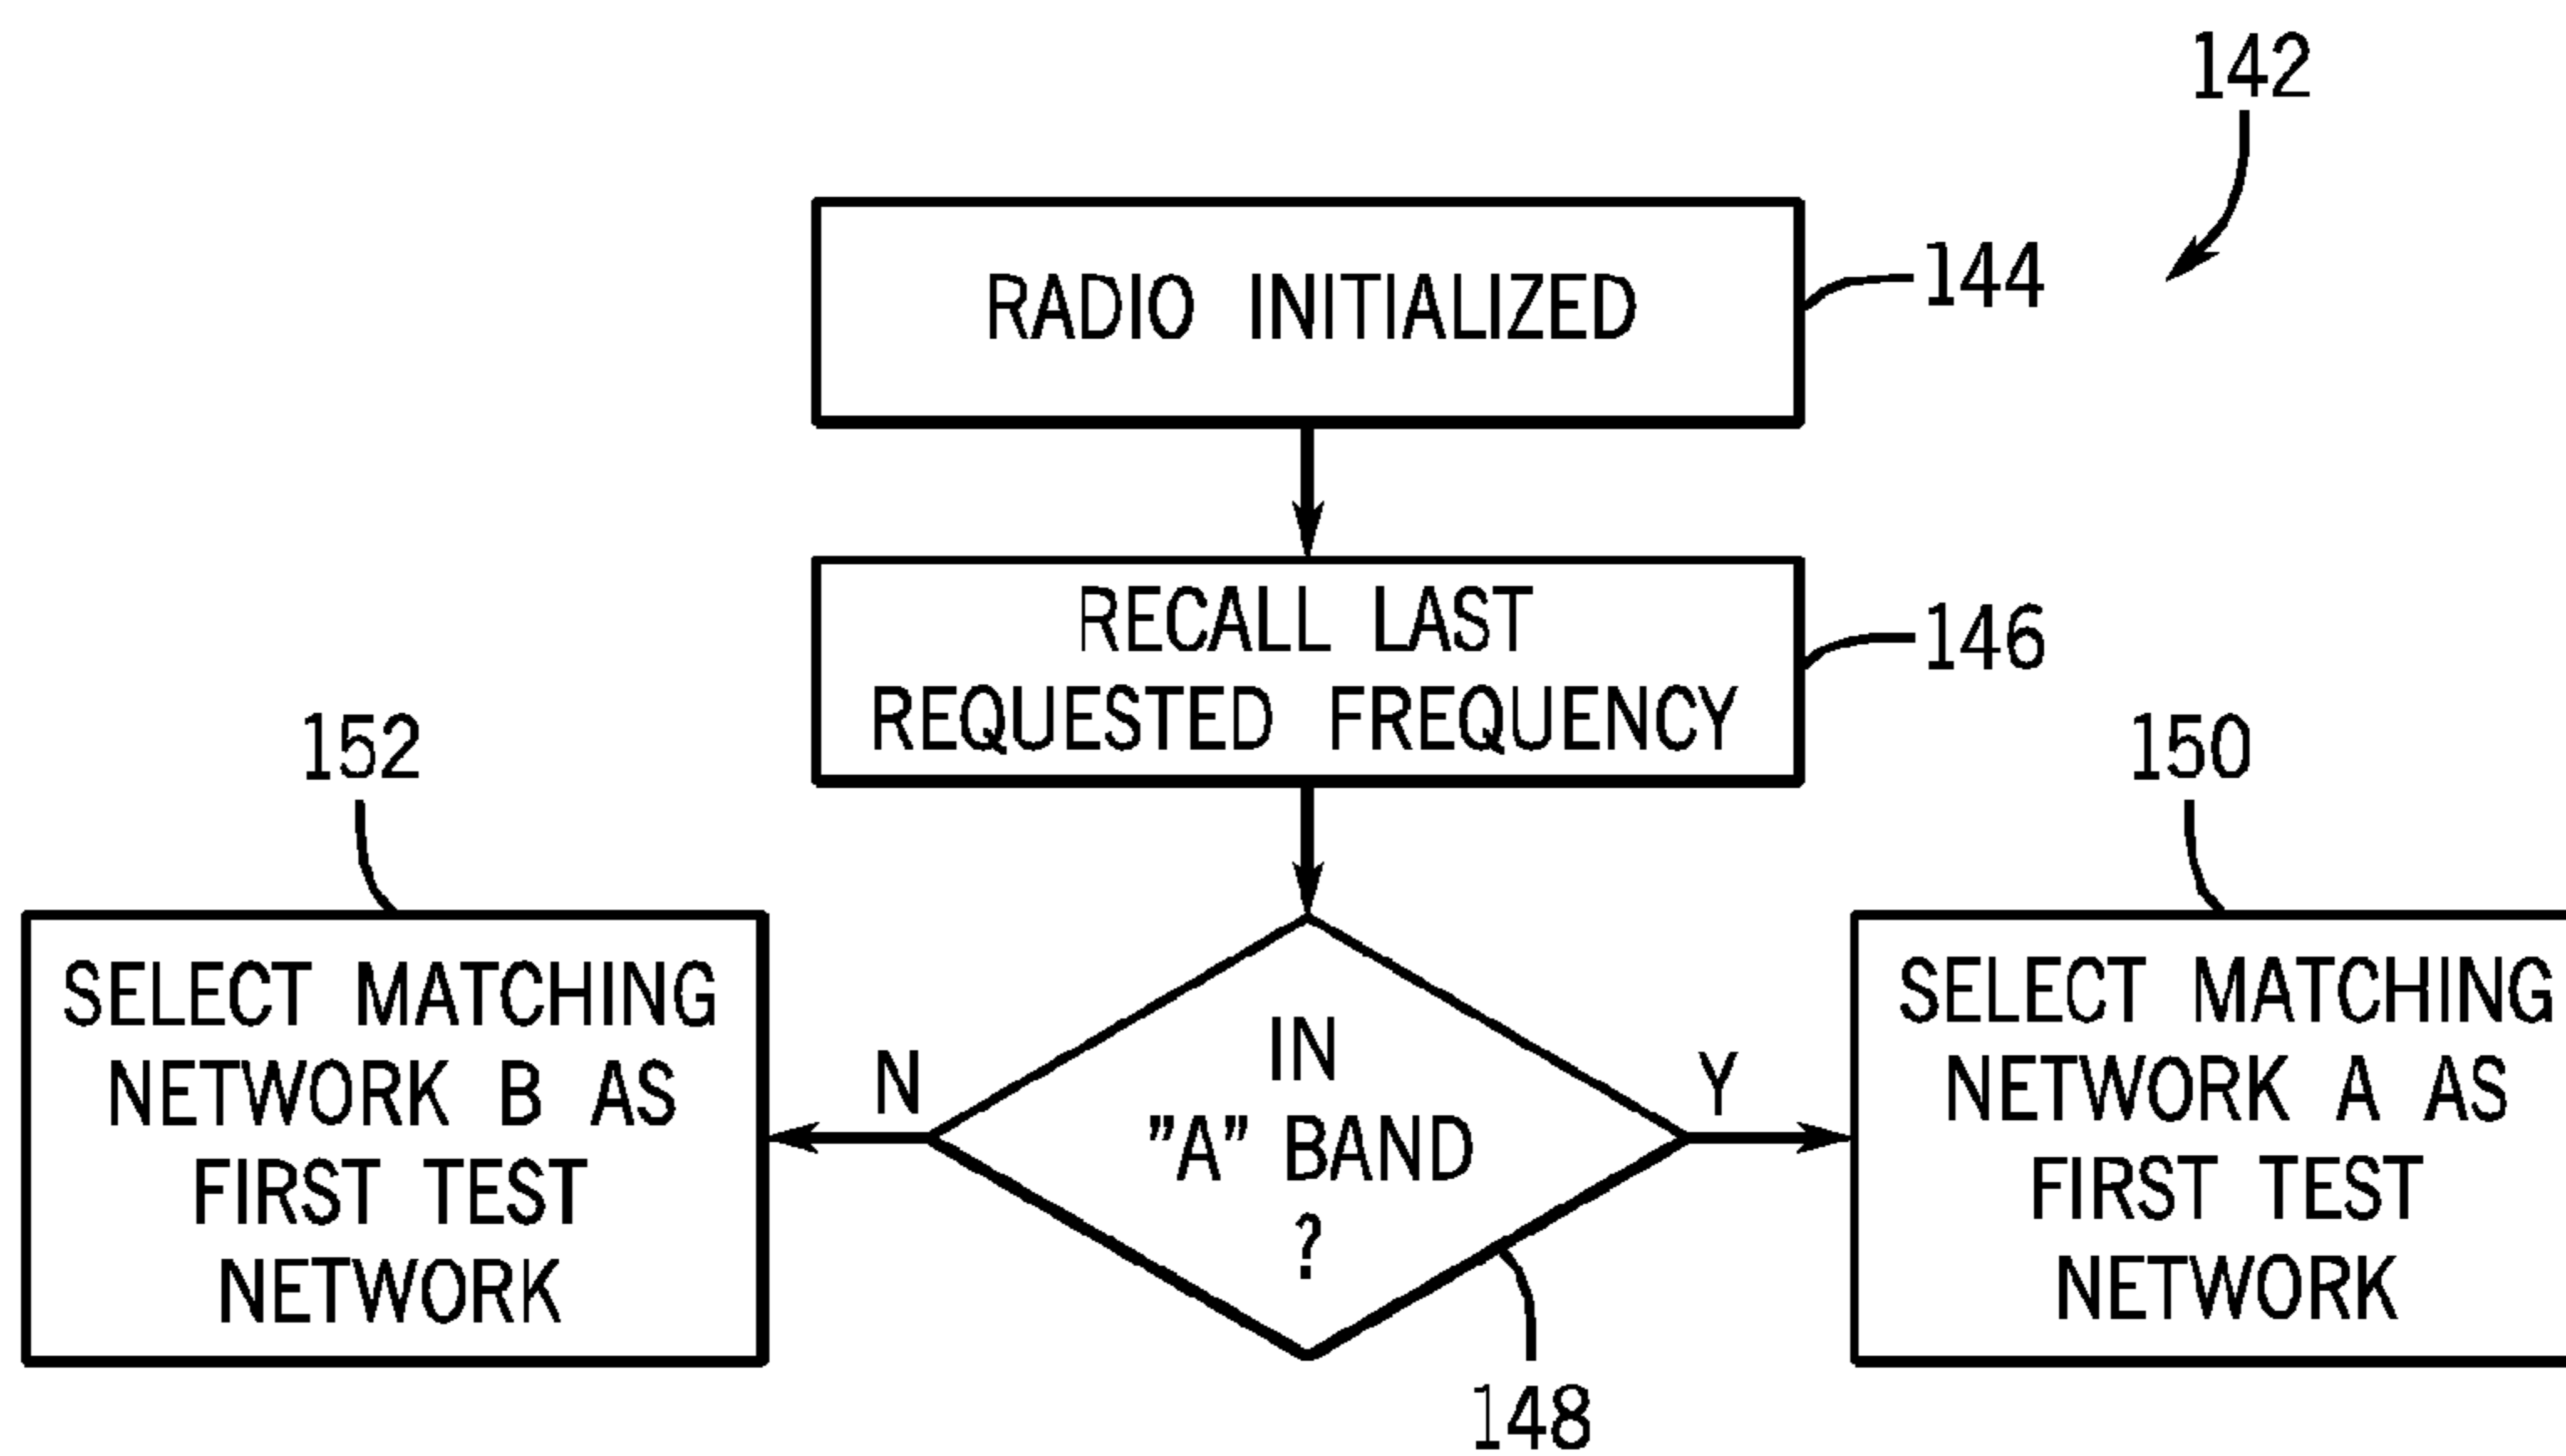 142
RADIO INITIALIZED
144
RECALL LAST
REQUESTED FREQUENCY
146
152
150
SELECT MATCHING
NETWORK B AS
FIRST TEST
NETWORK
N
IN
"A" BAND
?
Y
148
SELECT MATCHING
NETWORK A AS
FIRST TEST
NETWORK